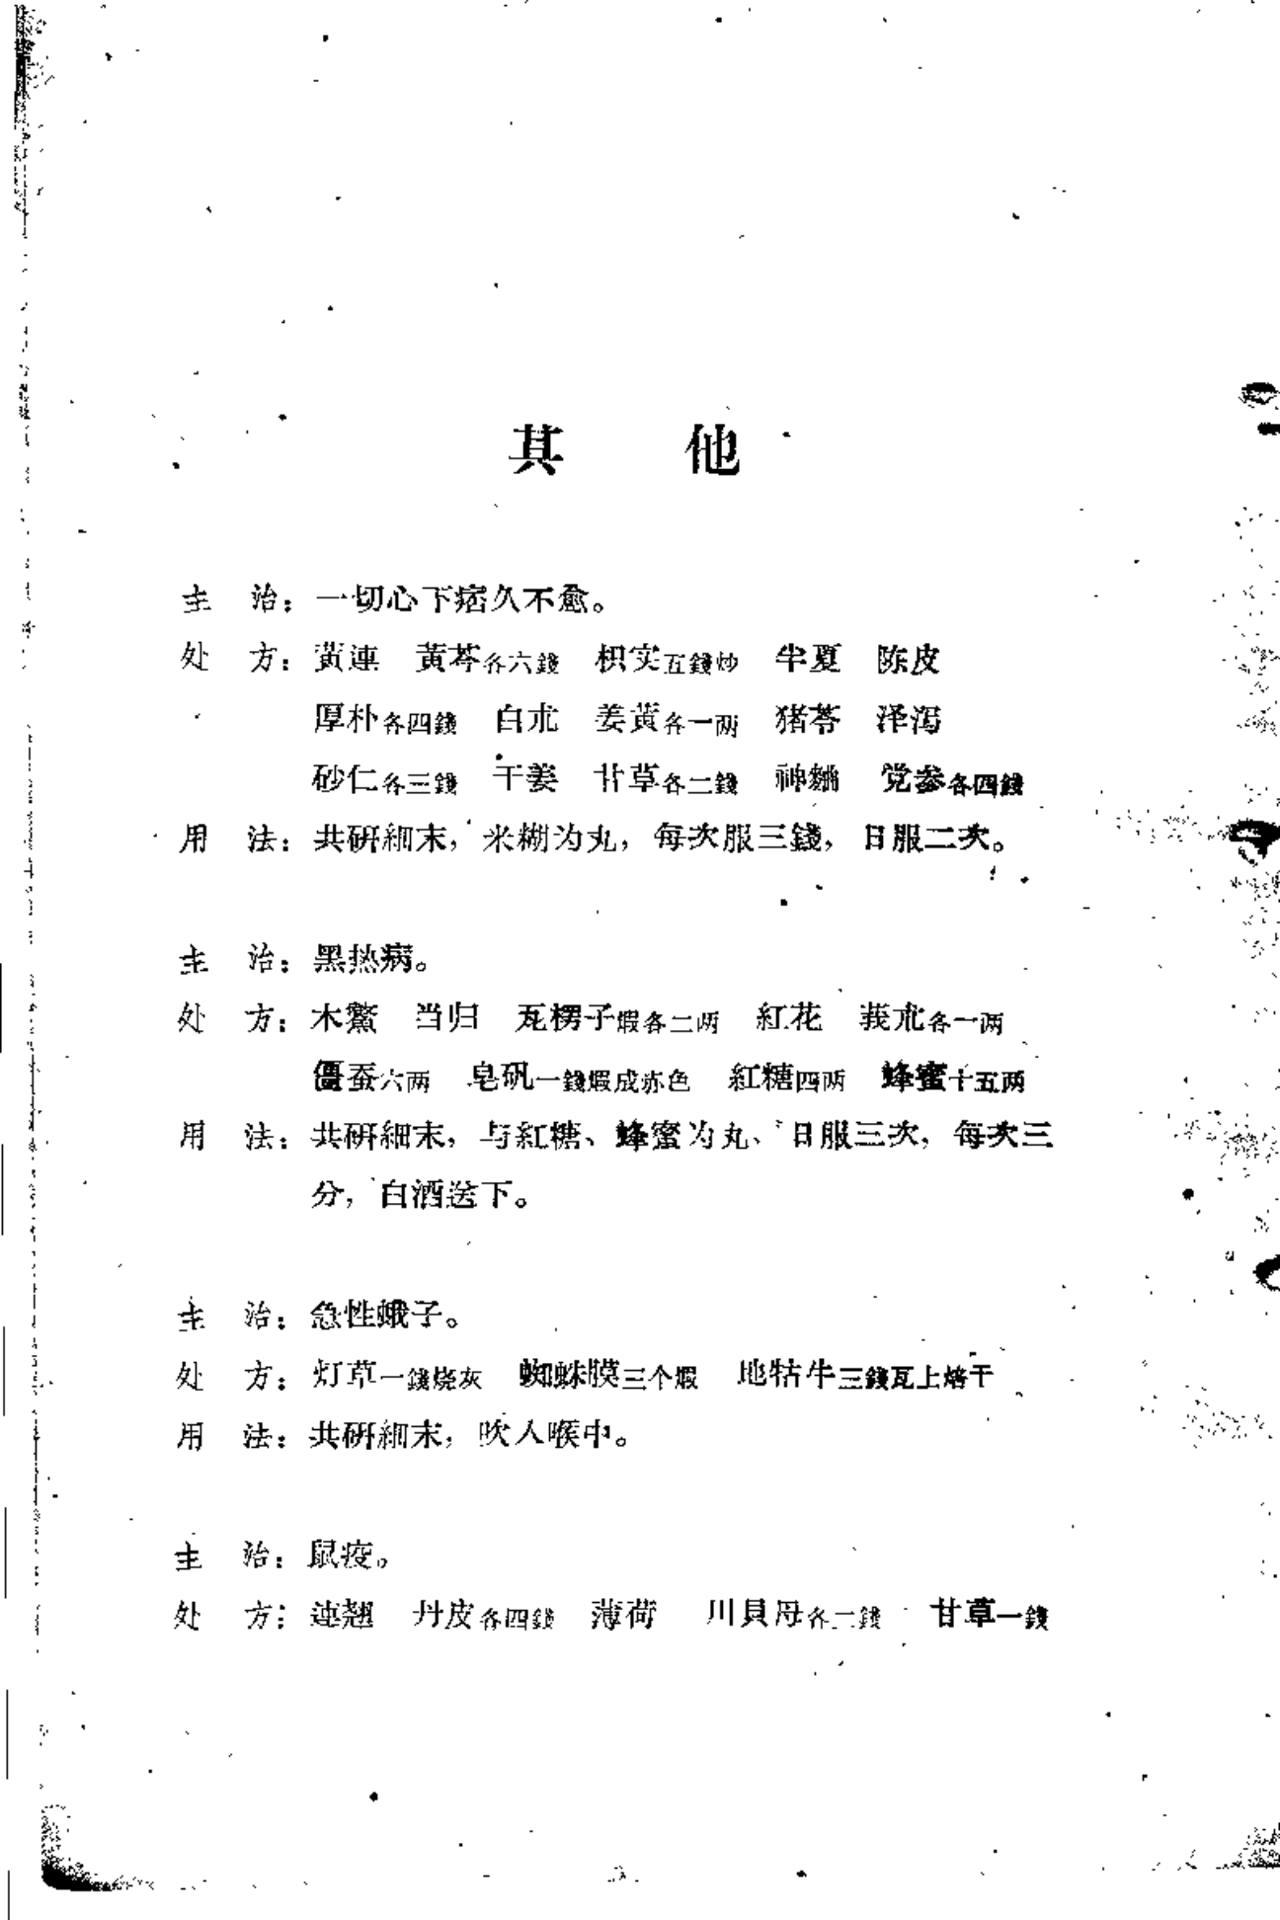 其　他
主　治：一切心下痞久不愈。
处　方：黃連　黃芩各六錢　枳实五錢炒　半夏　陈皮
厚朴各四錢　白朮　姜黃各一两　猪苓　泽泻
砂仁各三錢　干姜　甘草各二錢　神麯　党参各四錢
用　法：共研細末，米糊为丸，每次服三錢，日服二次。
主　治：黑热病。
处　方：木鱉　当归　瓦楞子煆各二两　紅花　莪朮各一两
僵蚕六两　皂矾一錢煆成赤色　紅糖四两　蜂蜜十五两
用　法：共研細末，与紅糖、蜂蜜为丸、日服三次，每次三
分，白酒送下。
主　治：急性蛾子。
处　方：灯草一錢烧灰　蜘蛛膜三个煆　地牯牛三錢瓦上焙干
用　法：共研細末，吹人喉中。
主　治：鼠疫。
处　方：連翹　丹皮各四錢　薄荷　川貝母各二錢　甘草一錢